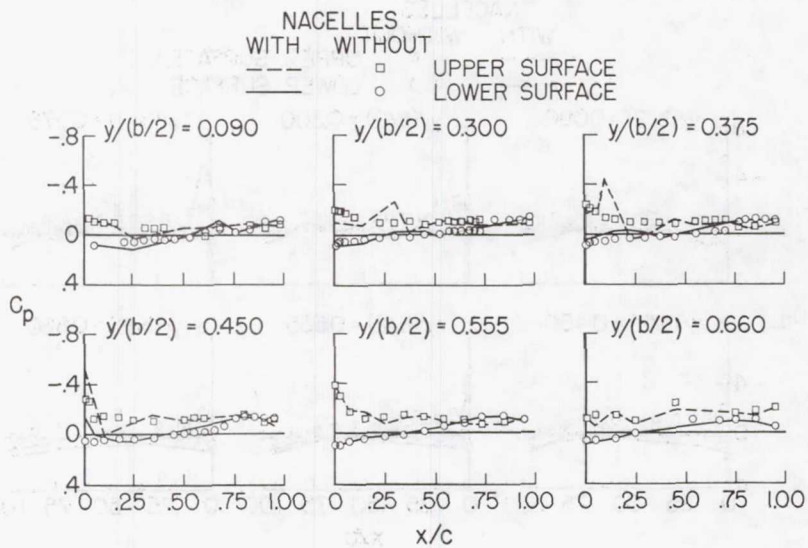 NACELLES
WITH WITHOUT
UPPER SURFACE
LOWER SURFACE
y/(b/2) = 0.090 y/(b/2) = 0.300 y/(b/2) = 0.375
-.8
-.4
0
.4
Cp
y/(b/2) = 0.450 y/(b/2) = 0.555 y/(b/2) = 0.660
-.8
-.4
0
.4
0 .25 .50 .75 1.00 0 .25 .50 .75 1.00 0 .25 .50 .75 1.00
x/c